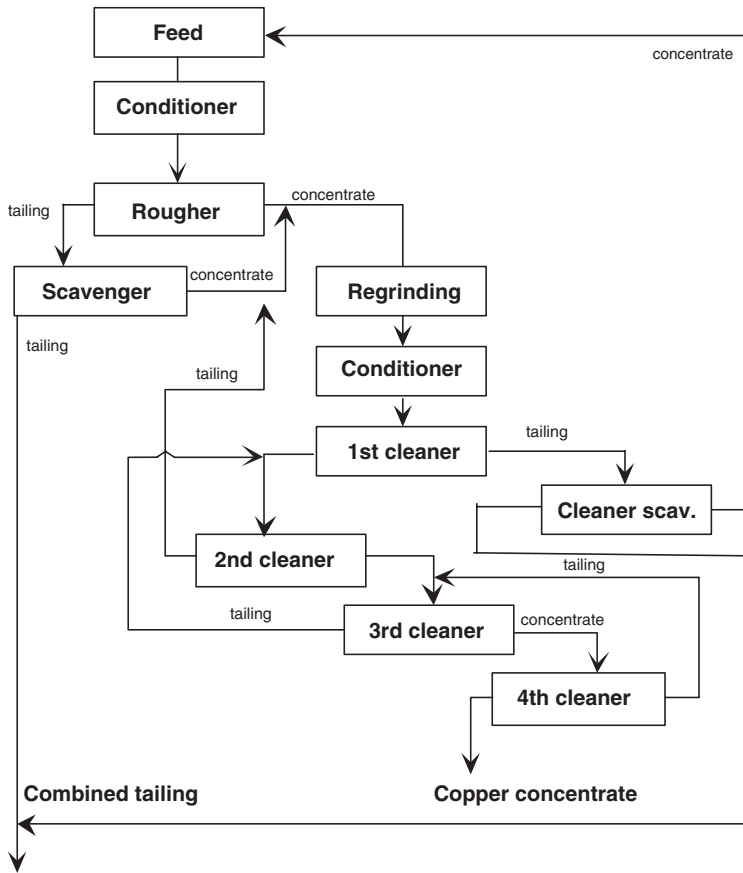 Feed
concentrate
Conditioner
tailing
Rougher
concentrate
Scavenger
concentrate
Regrinding
tailing
Conditioner
tailing
1st cleaner
tailing
Cleaner scav.
2nd cleaner
tailing
tailing
3rd cleaner
concentrate
4th cleaner
Combined tailing
Copper concentrate